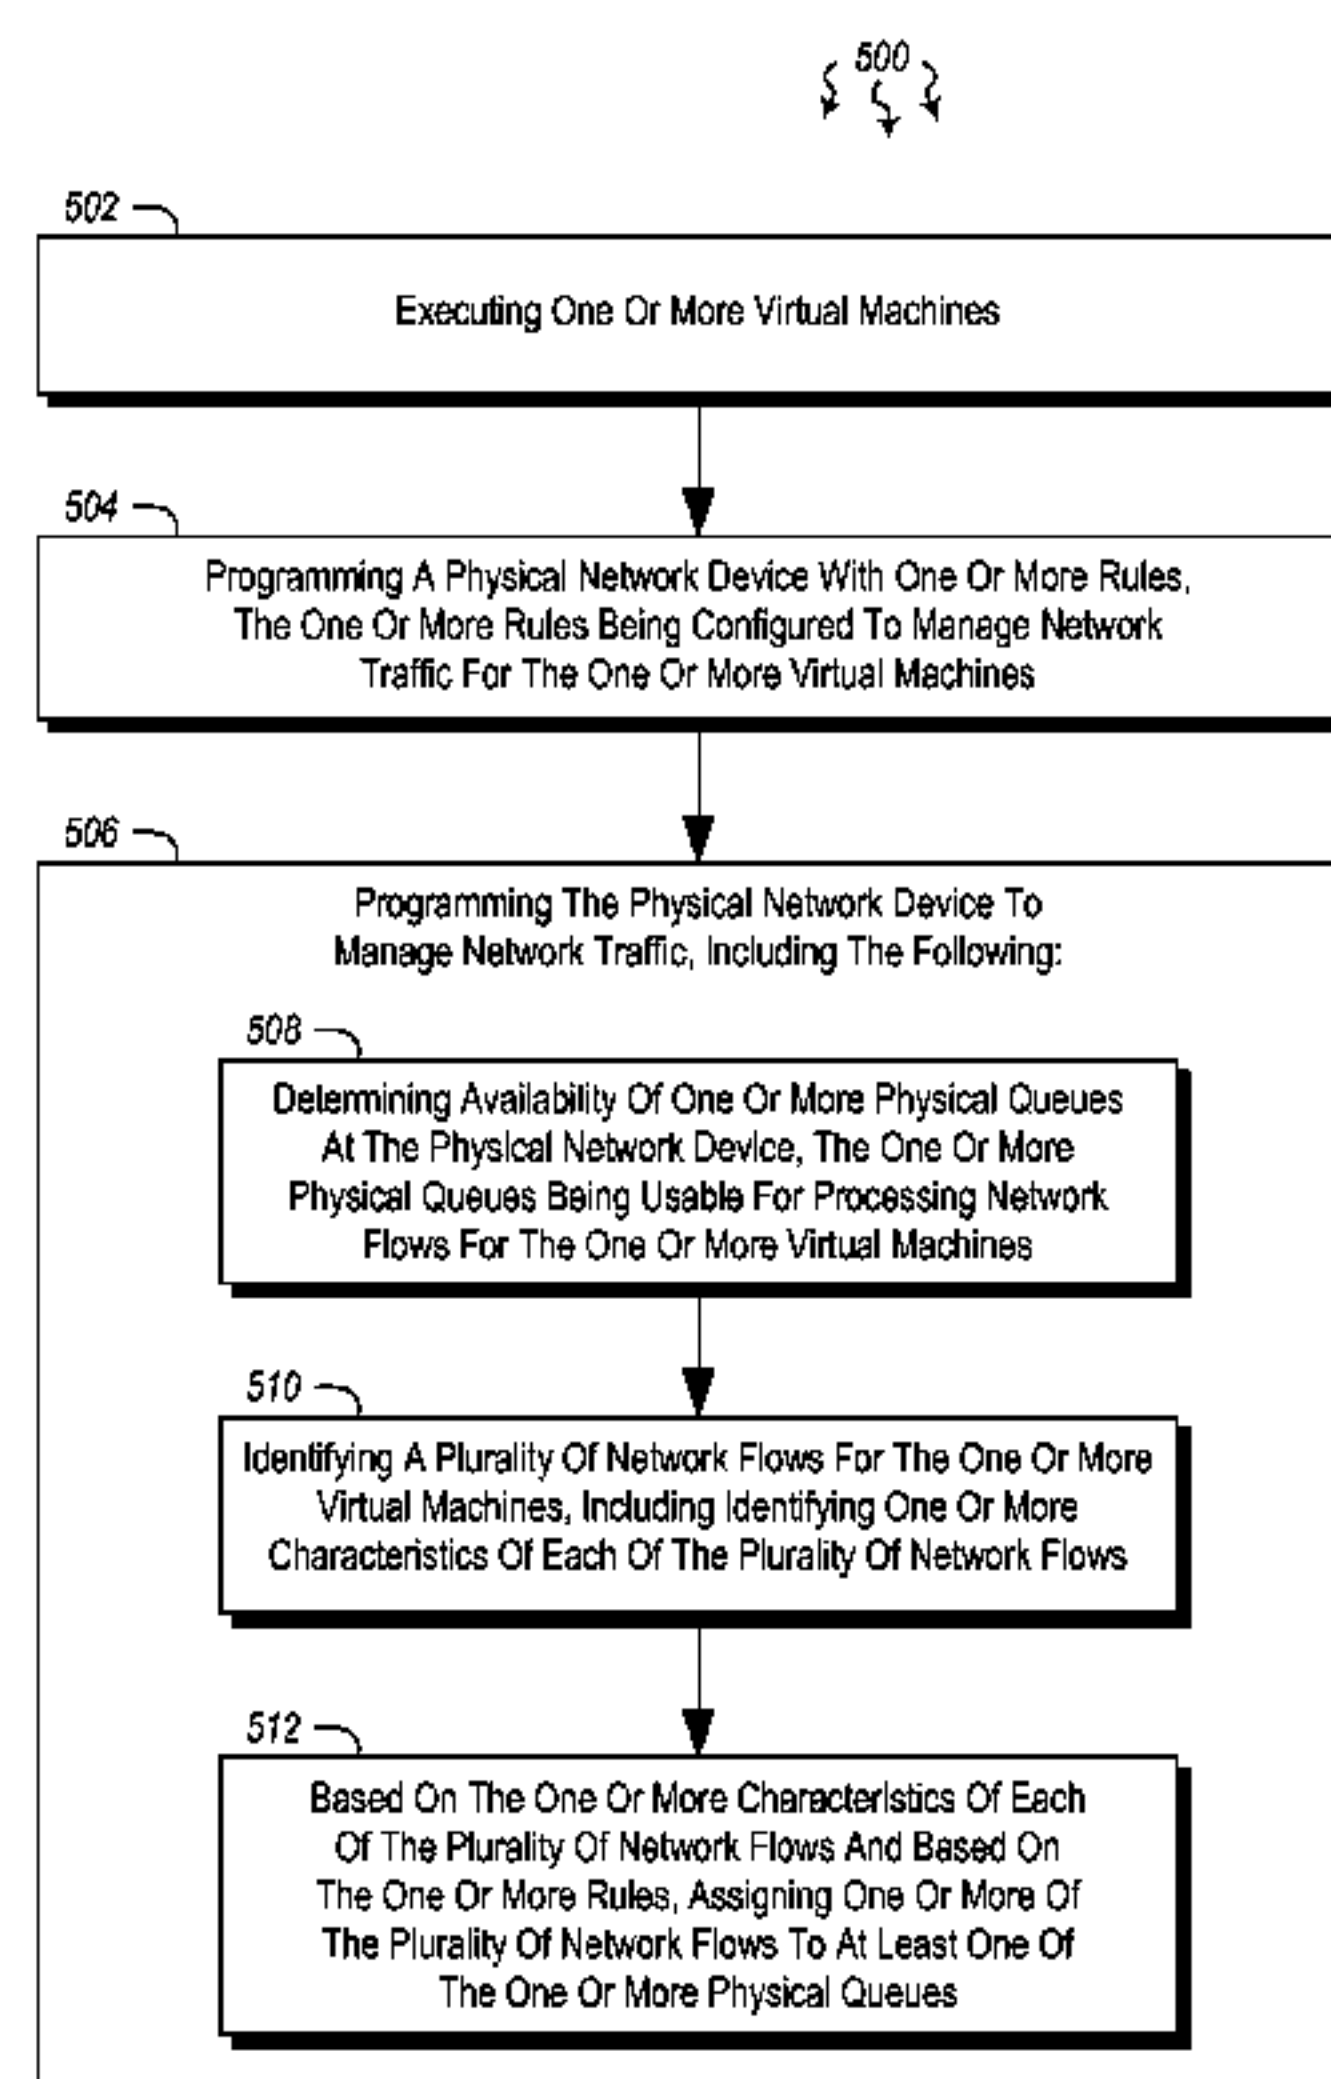 500
502
Executing One Or More Virtual Machines
504
Programming A Physical Network Device With One Or More Rules,
The One Or More Rules Being Configured To Manage Network
Traffic For The One Or More Virtual Machines
506
Programming The Physical Network Device To
Manage Network Traffic, Including The Following:
508
Determining Availability Of One Or More Physical Queues
At The Physical Network Device, The One Or More
Physical Queues Being Usable For Processing Network
Flows For The One Or More Virtual Machines
510
Identifying A Plurality Of Network Flows For The One Or More
Virtual Machines, Including Identifying One Or More
Characteristics Of Each Of The Plurality Of Network Flows
512
Based On The One Or More Characteristics Of Each
Of The Plurality Of Network Flows And Based On
The One Or More Rules, Assigning One Or More Of
The Plurality Of Network Flows To At Least One Of
The One Or More Physical Queues